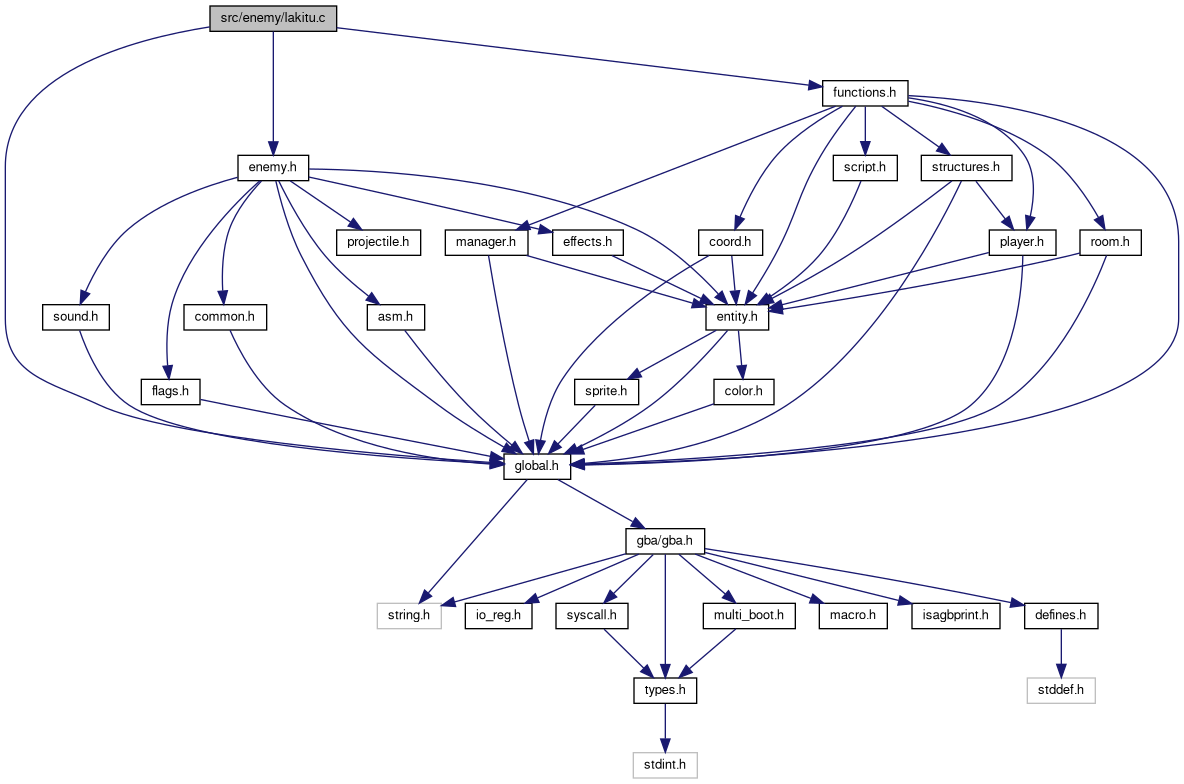 src/enemy/lakitu.c
functions.h
enemy.h
script.h
structures.h
projectile.h
manager.h
effects.h
coord.h
player.h
room.h
sound.h
common.h
asm.h
entity.h
flags.h
sprite.h
color.h
global.h
gba/gba.h
string.h
io_reg.h
syscall.h
multi_boot.h
macro.h
isagbprint.h
defines.h
types.h
stddef.h
stdint.h